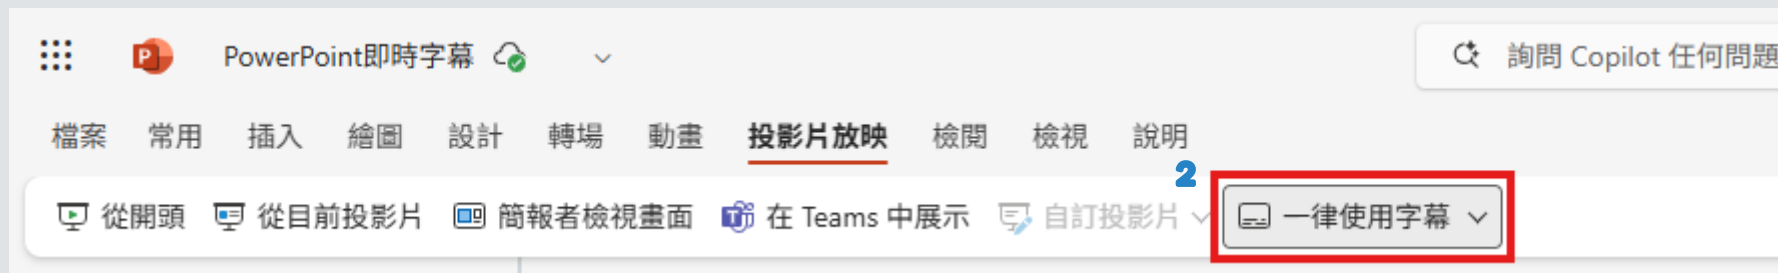 PowerPoint即時字幕
詢問 Copilot 任何問題
檔案 常用 插入 繪圖 設計 轉場 動畫 投影片放映 檢閱 檢視 說明
2
從開頭 從目前投影片 簡報者檢視畫面 在 Teams 中展示 自訂投影片 一律使用字幕